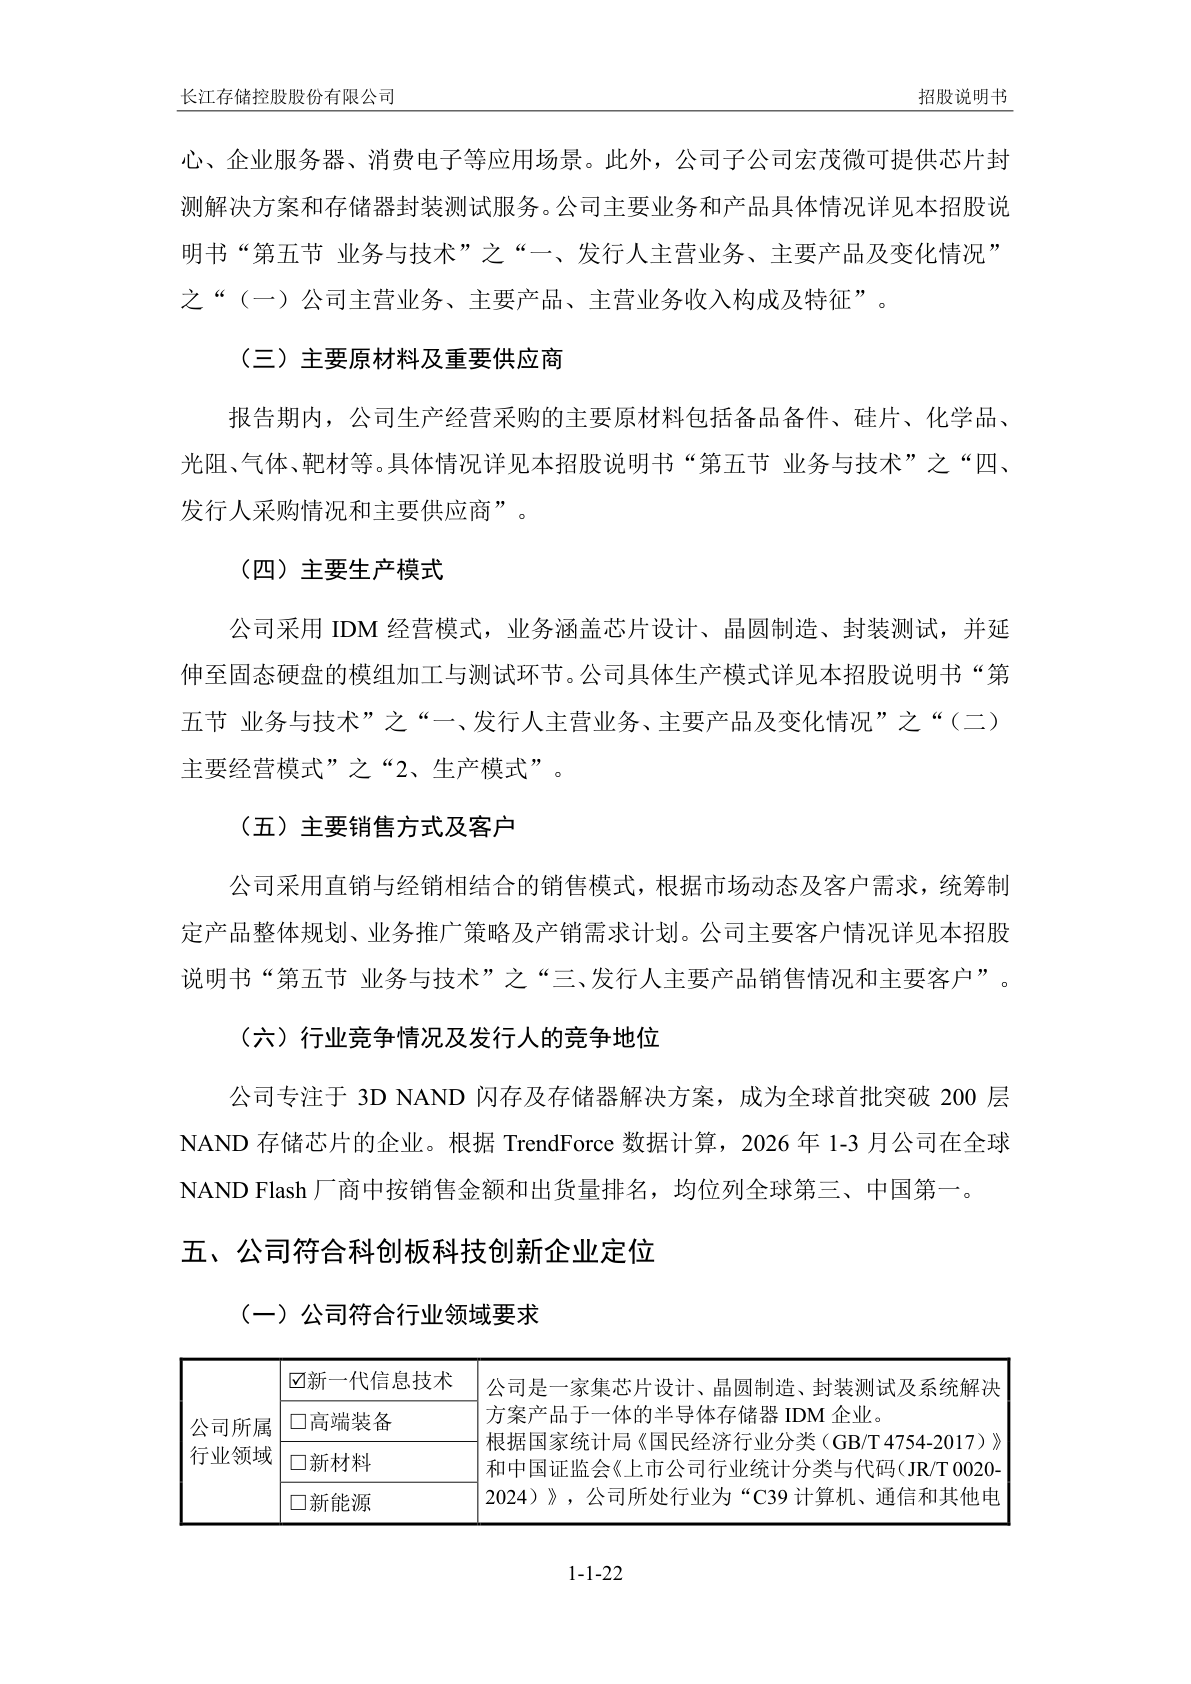 长江存储控股股份有限公司 招股说明书
心、企业服务器、消费电子等应用场景。此外，公司子公司宏茂微可提供芯片封
测解决方案和存储器封装测试服务。公司主要业务和产品具体情况详见本招股说
明书“第五节 业务与技术”之“一、发行人主营业务、主要产品及变化情况”
之“（一）公司主营业务、主要产品、主营业务收入构成及特征”。
（三）主要原材料及重要供应商
报告期内，公司生产经营采购的主要原材料包括备品备件、硅片、化学品、
光阻、气体、靶材等。具体情况详见本招股说明书“第五节 业务与技术”之“四、
发行人采购情况和主要供应商”。
（四）主要生产模式
公司采用 IDM 经营模式，业务涵盖芯片设计、晶圆制造、封装测试，并延
伸至固态硬盘的模组加工与测试环节。公司具体生产模式详见本招股说明书“第
五节 业务与技术”之“一、发行人主营业务、主要产品及变化情况”之“（二）
主要经营模式”之“2、生产模式”。
（五）主要销售方式及客户
公司采用直销与经销相结合的销售模式，根据市场动态及客户需求，统筹制
定产品整体规划、业务推广策略及产销需求计划。公司主要客户情况详见本招股
说明书“第五节 业务与技术”之“三、发行人主要产品销售情况和主要客户”。
（六）行业竞争情况及发行人的竞争地位
公司专注于 3D NAND 闪存及存储器解决方案，成为全球首批突破 200 层
NAND 存储芯片的企业。根据 TrendForce 数据计算，2026 年 1-3 月公司在全球
NAND Flash 厂商中按销售金额和出货量排名，均位列全球第三、中国第一。
五、公司符合科创板科技创新企业定位
（一）公司符合行业领域要求
公司所属
行业领域
☑新一代信息技术
□高端装备
□新材料
□新能源
公司是一家集芯片设计、晶圆制造、封装测试及系统解决
方案产品于一体的半导体存储器 IDM 企业。
根据国家统计局《国民经济行业分类（GB/T 4754-2017）》
和中国证监会《上市公司行业统计分类与代码（JR/T 0020-
2024）》，公司所处行业为“C39 计算机、通信和其他电
1-1-22